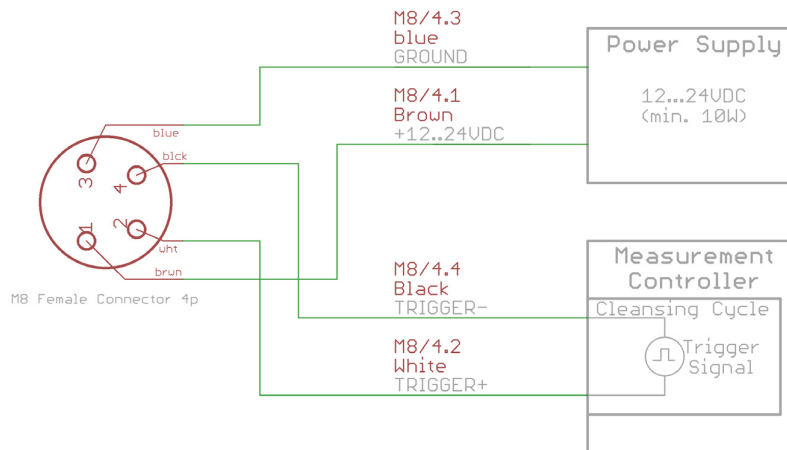 M8/4.3
blue
GROUND
Power Supply
12...24VDC
(min. 10W)
M8/4.1
Brown
+12..24VDC
blue
blck
3
4
1
2
wht
brwn
M8 Female Connector 4p
Measurement
Controller
M8/4.4
Black
TRIGGER-
Cleansing Cycle
Trigger
Signal
M8/4.2
White
TRIGGER+